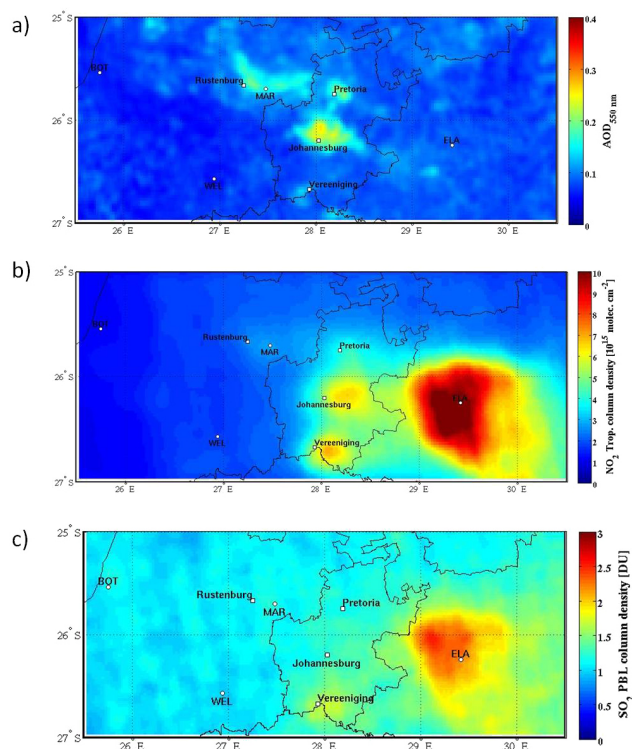 a)
25° S
26° S
27° S
BOT
Rustenburg
MAR
Pretoria
Johannesburg
ELA
WEL
Vereeniging
26° E
27° E
28° E
29° E
30° E
0.4
0.3
0.2
0.1
0
AOD550 nm
b)
25° S
26° S
27° S
BOT
Rustenburg
MAR
Pretoria
Johannesburg
ELA
WEL
Vereeniging
26° E
27° E
28° E
29° E
30° E
10
9
8
7
6
5
4
3
2
1
0
NO2 Trop. column density [10^15 molec. cm^-2]
c)
25° S
26° S
27° S
BOT
Rustenburg
MAR
Pretoria
Johannesburg
ELA
WEL
Vereeniging
26° E
27° E
28° E
29° E
30° E
3
2.5
2
1.5
1
0.5
0
SO2 PBL column density [DU]